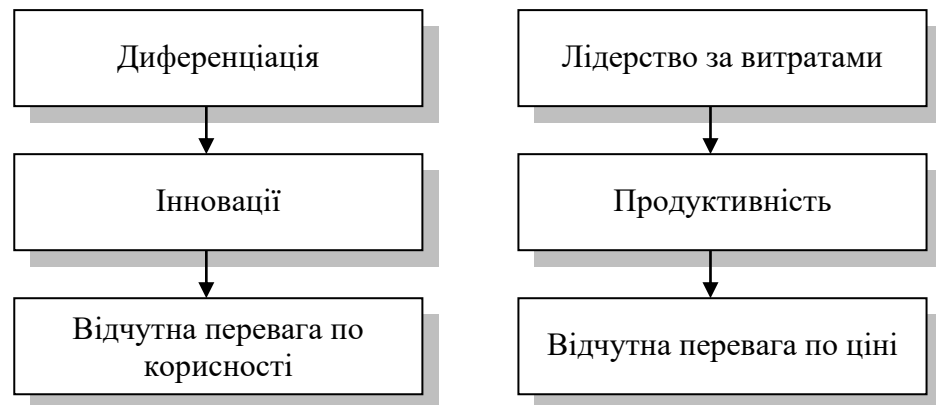 Диференціація
Лідерство за витратами
Інновації
Продуктивність
Відчутна перевага по
корисності
Відчутна перевага по ціні